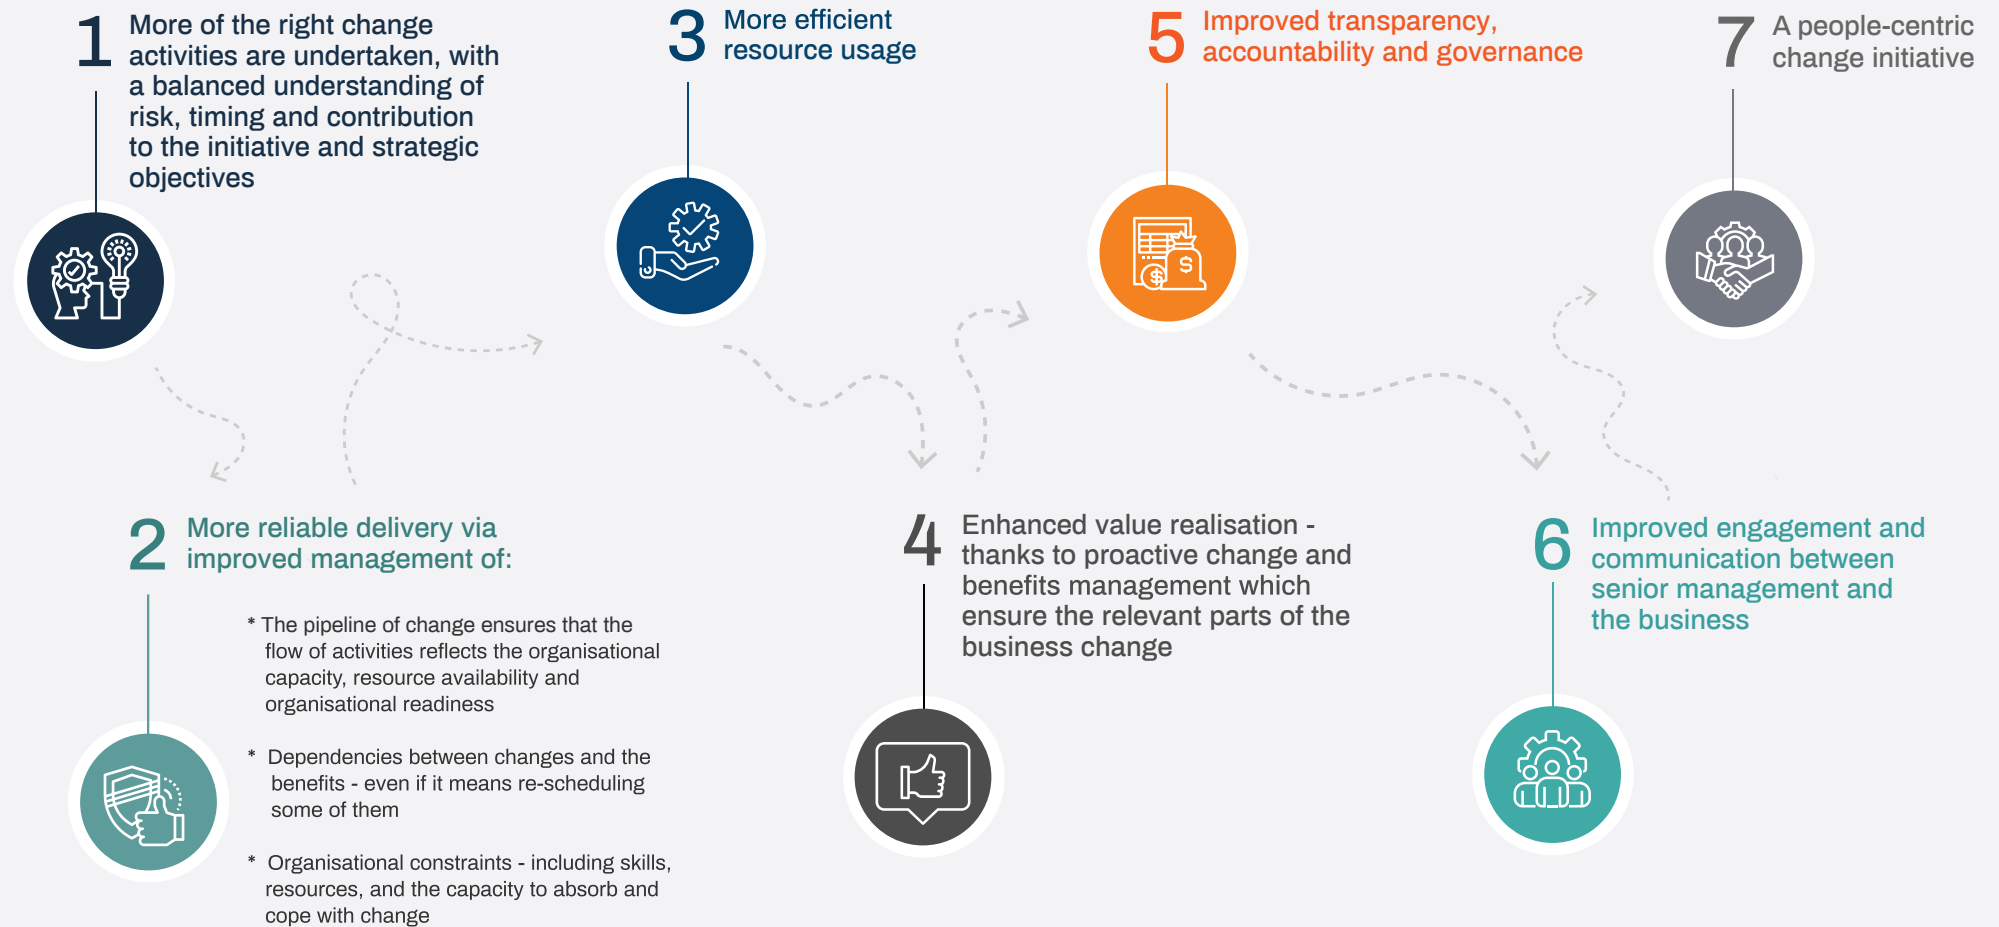 1
More of the right change
activities are undertaken, with
a balanced understanding of
risk, timing and contribution
to the initiative and strategic
objectives
2
More reliable delivery via
improved management of:
* The pipeline of change ensures that the
flow of activities reflects the organisational
capacity, resource availability and
organisational readiness
* Dependencies between changes and the
benefits - even if it means re-scheduling
some of them
* Organisational constraints - including skills,
resources, and the capacity to absorb and
cope with change
3
More efficient
resource usage
4
Enhanced value realisation -
thanks to proactive change and
benefits management which
ensure the relevant parts of the
business change
5
Improved transparency,
accountability and governance
$
$
6
Improved engagement and
communication between
senior management and
the business
7
A people-centric
change initiative